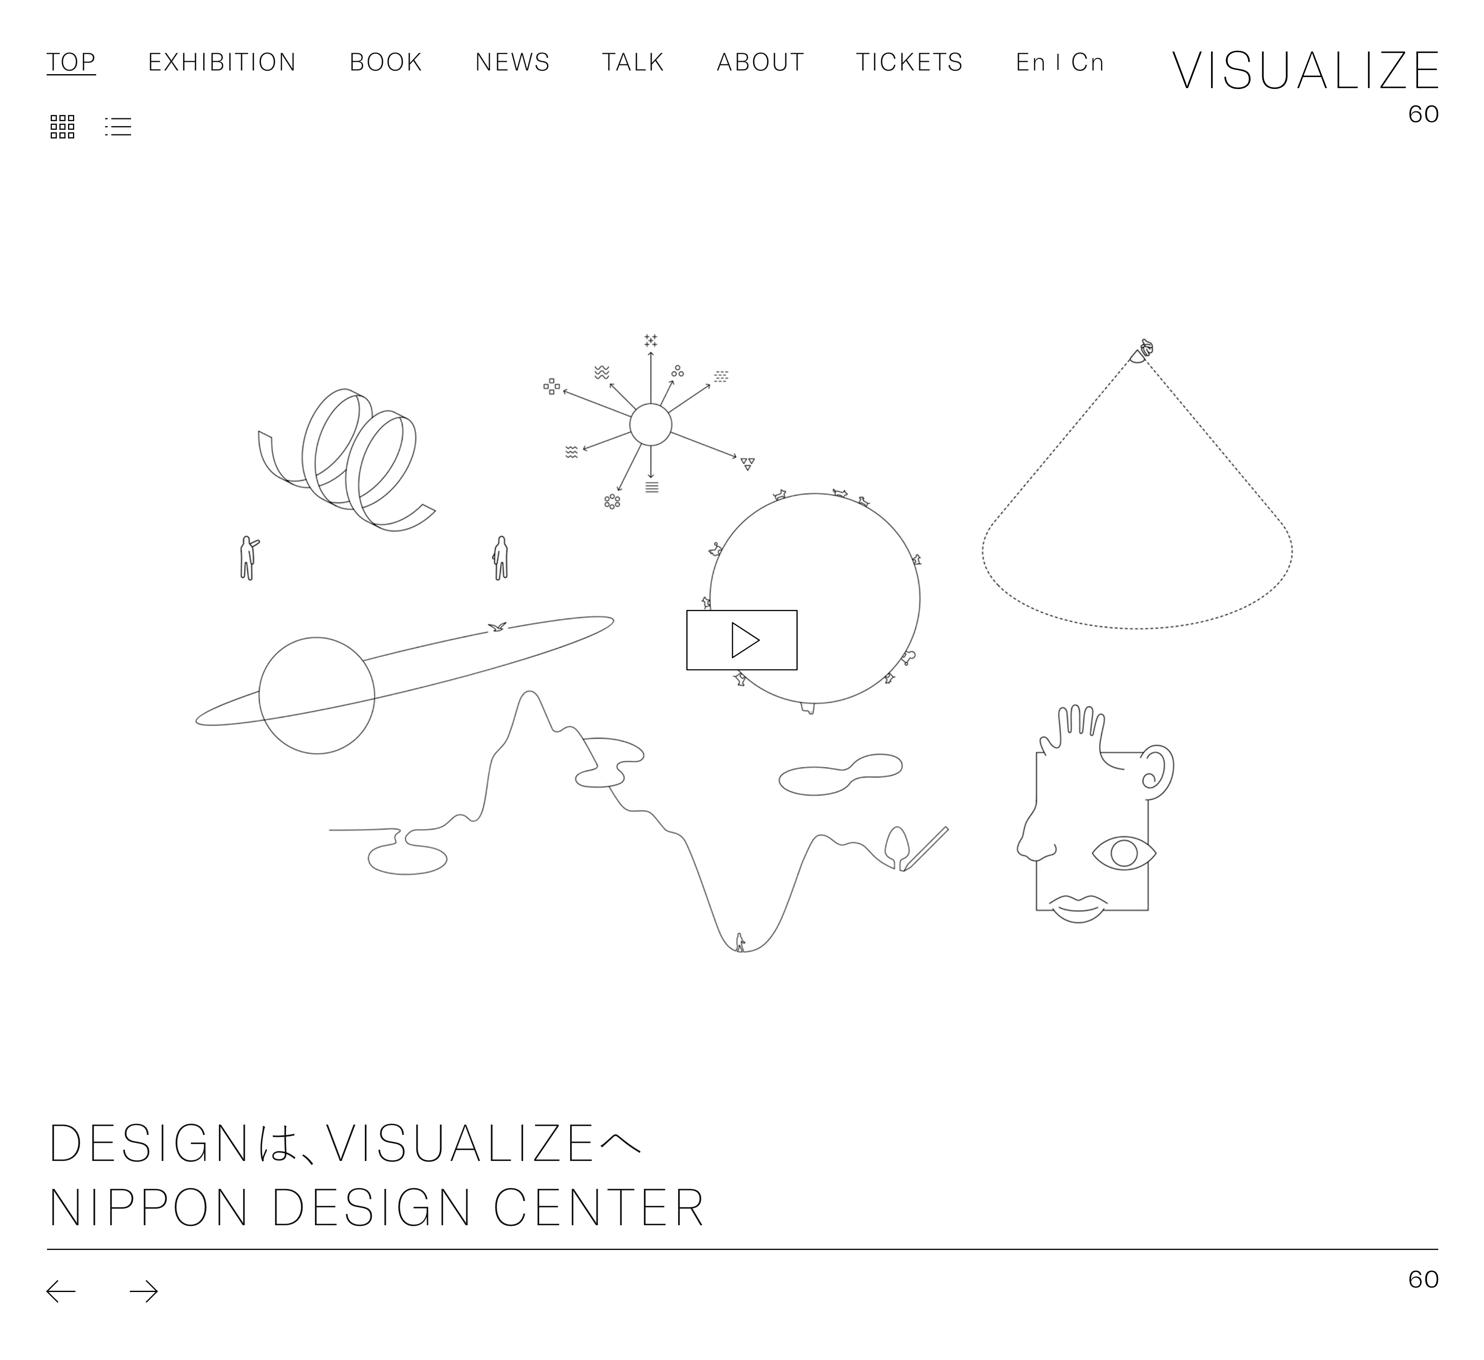 TOP EXHIBITION BOOK NEWS TALK ABOUT TICKETS En | Cn VISUALIZE
60
DESIGNは、VISUALIZEへ
NIPPON DESIGN CENTER
60